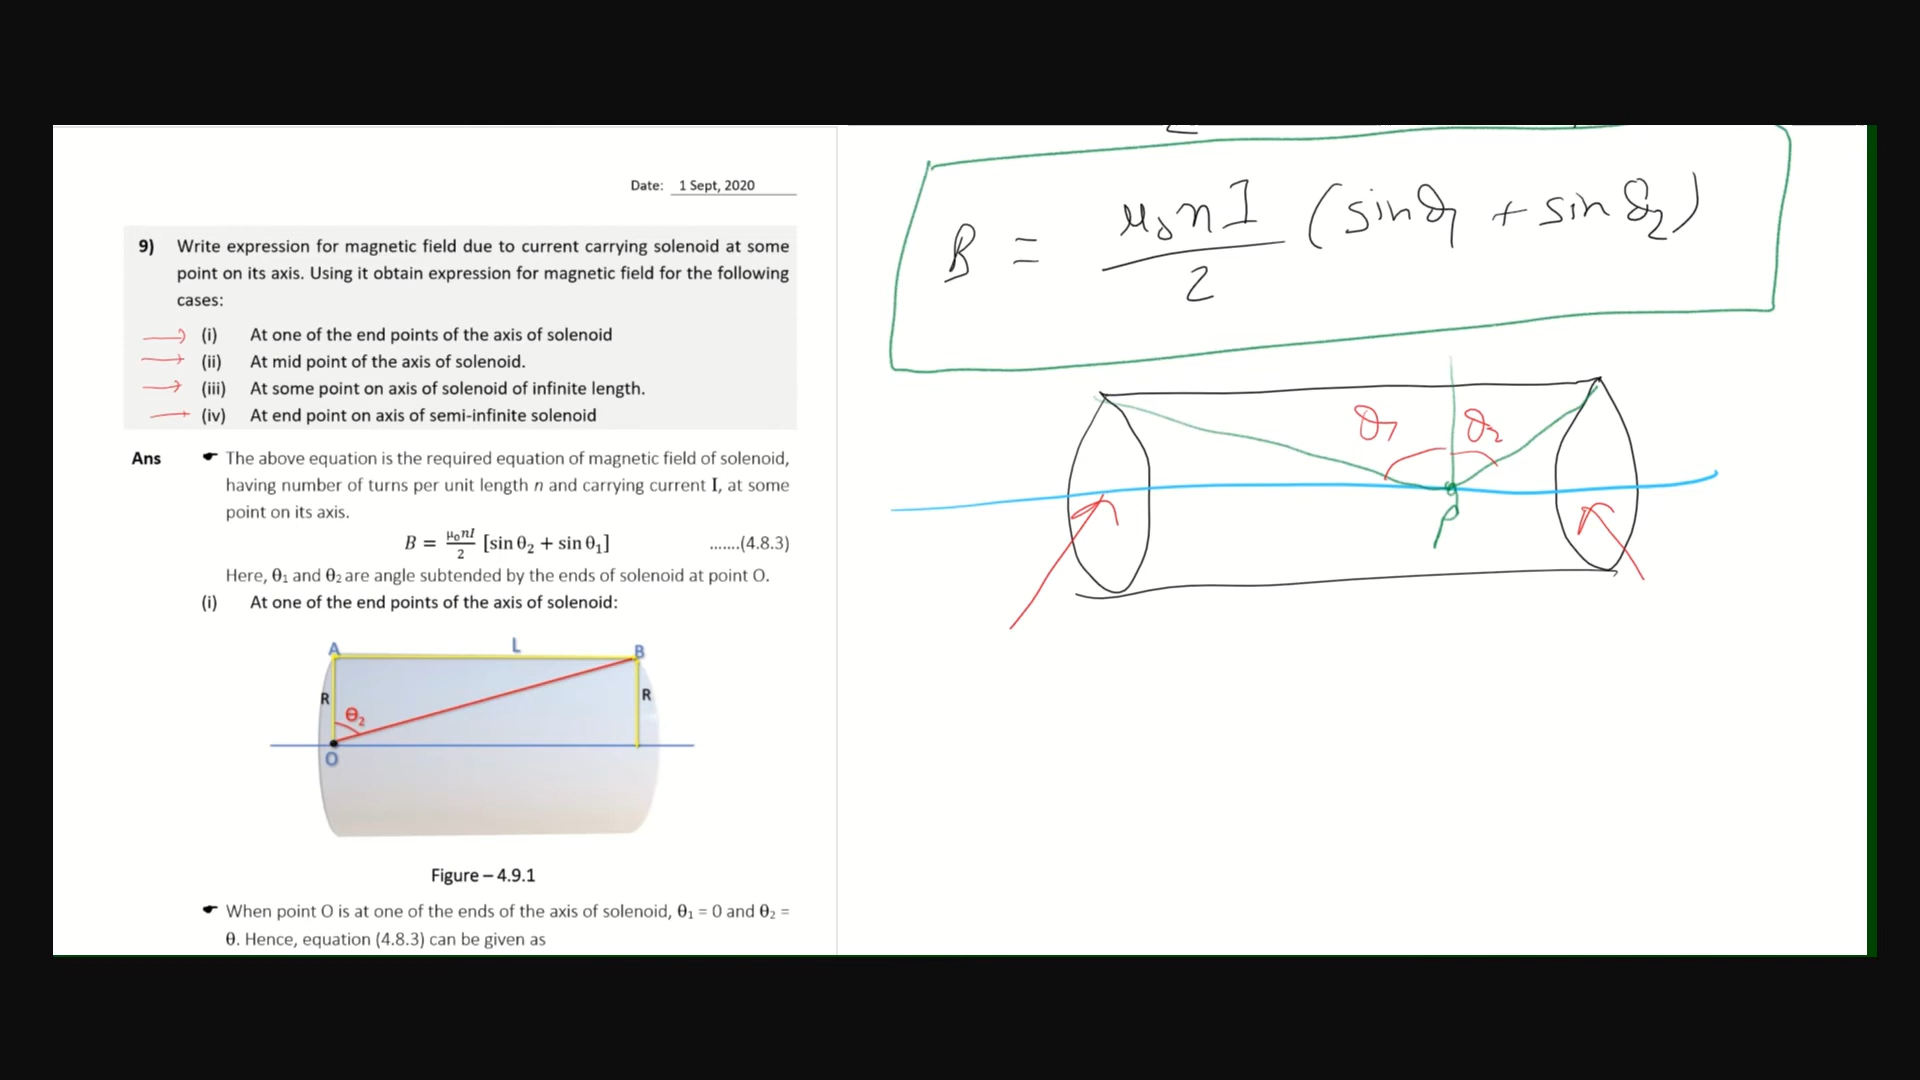 Date: 1 Sept, 2020
9) Write expression for magnetic field due to current carrying solenoid at some
point on its axis. Using it obtain expression for magnetic field for the following
cases:
(i) At one of the end points of the axis of solenoid
(ii) At mid point of the axis of solenoid.
(iii) At some point on axis of solenoid of infinite length.
(iv) At end point on axis of semi-infinite solenoid
Ans ☛ The above equation is the required equation of magnetic field of solenoid,
having number of turns per unit length n and carrying current I, at some
point on its axis.
B = μ₀nI/2 [sin θ₂ + sin θ₁] .......(4.8.3)
Here, θ₁ and θ₂ are angle subtended by the ends of solenoid at point O.
(i) At one of the end points of the axis of solenoid:
A L B
R R
θ₂
O
Figure – 4.9.1
☛ When point O is at one of the ends of the axis of solenoid, θ₁ = 0 and θ₂ =
θ. Hence, equation (4.8.3) can be given as
B = μ₀nI/2 (sinθ₁ + sinθ₂)
θ₁ θ₂
P